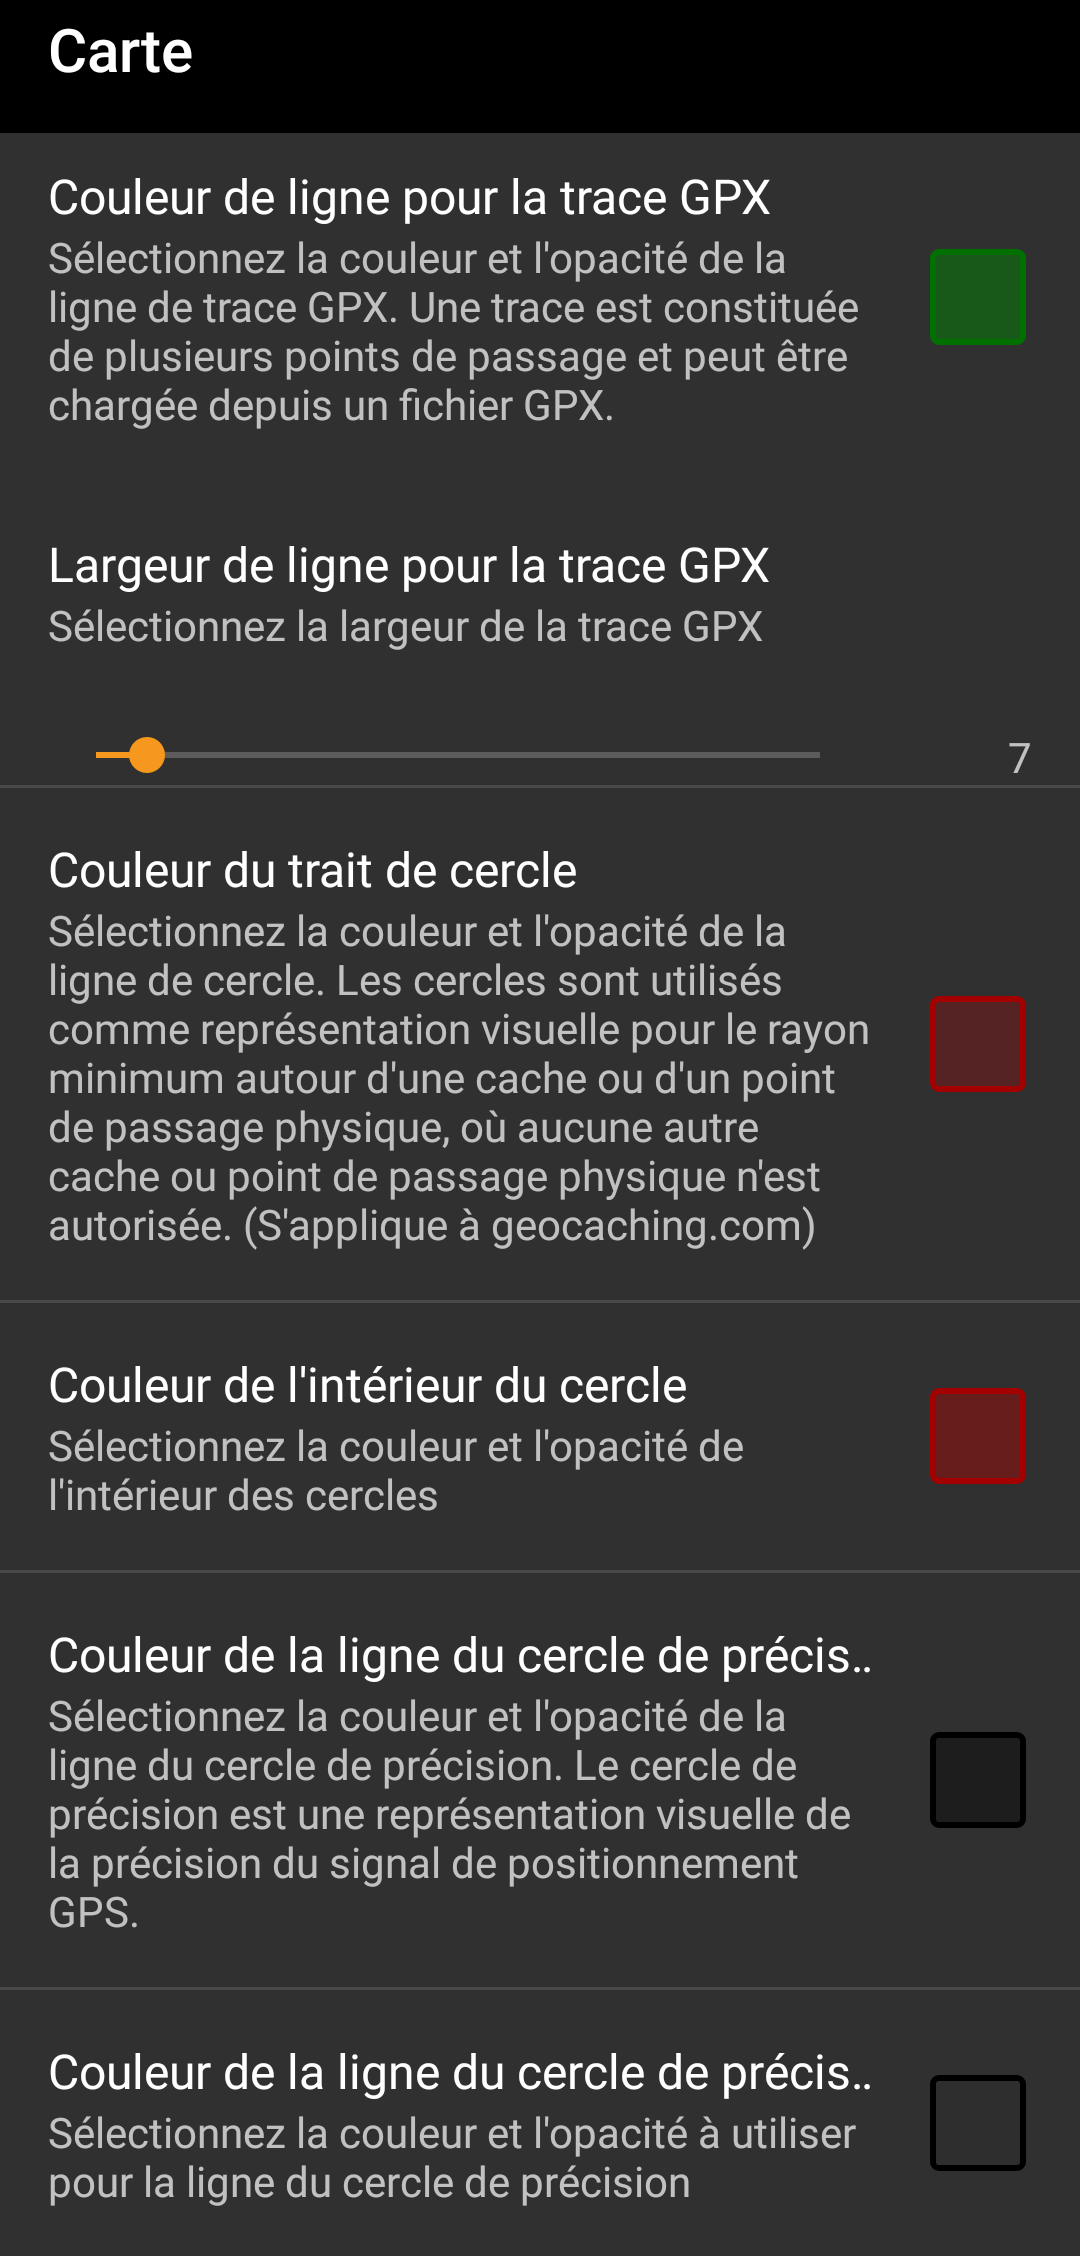 Carte
Couleur de ligne pour la trace GPX
Sélectionnez la couleur et l'opacité de la
ligne de trace GPX. Une trace est constituée
de plusieurs points de passage et peut être
chargée depuis un fichier GPX.
Largeur de ligne pour la trace GPX
Sélectionnez la largeur de la trace GPX
7
Couleur du trait de cercle
Sélectionnez la couleur et l'opacité de la
ligne de cercle. Les cercles sont utilisés
comme représentation visuelle pour le rayon
minimum autour d'une cache ou d'un point
de passage physique, où aucune autre
cache ou point de passage physique n'est
autorisée. (S'applique à geocaching.com)
Couleur de l'intérieur du cercle
Sélectionnez la couleur et l'opacité de
l'intérieur des cercles
Couleur de la ligne du cercle de précis..
Sélectionnez la couleur et l'opacité de la
ligne du cercle de précision. Le cercle de
précision est une représentation visuelle de
la précision du signal de positionnement
GPS.
Couleur de la ligne du cercle de précis..
Sélectionnez la couleur et l'opacité à utiliser
pour la ligne du cercle de précision